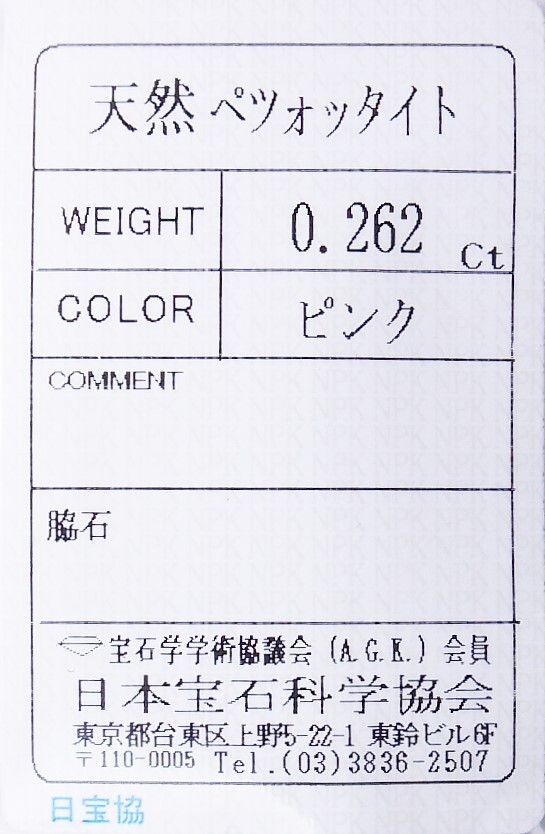 天然 ペツォッタイト
WEIGHT 0.262 Ct
COLOR ピンク
COMMENT
脇石
宝石学学術協議会 (A.G.K.) 会員
日本宝石科学協会
東京都台東区上野5-22-1 東鈴ビル6F
〒110-0005 Tel.(03)3836-2507
日宝協